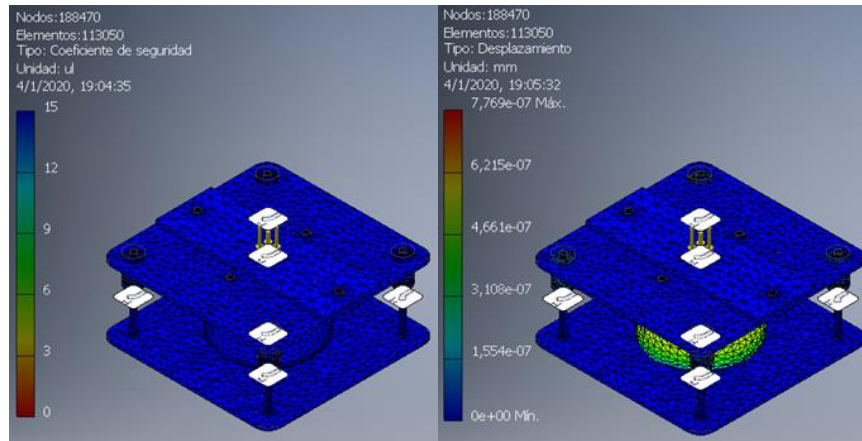 Nodos:188470
Elementos:113050
Tipo: Coeficiente de seguridad
Unidad: ul
4/1/2020, 19:04:35
15
12
9
6
3
0
Nodos:188470
Elementos:113050
Tipo: Desplazamiento
Unidad: mm
4/1/2020, 19:05:32
7,769e-07 Máx.
6,215e-07
4,661e-07
3,108e-07
1,554e-07
0e+00 Mín.